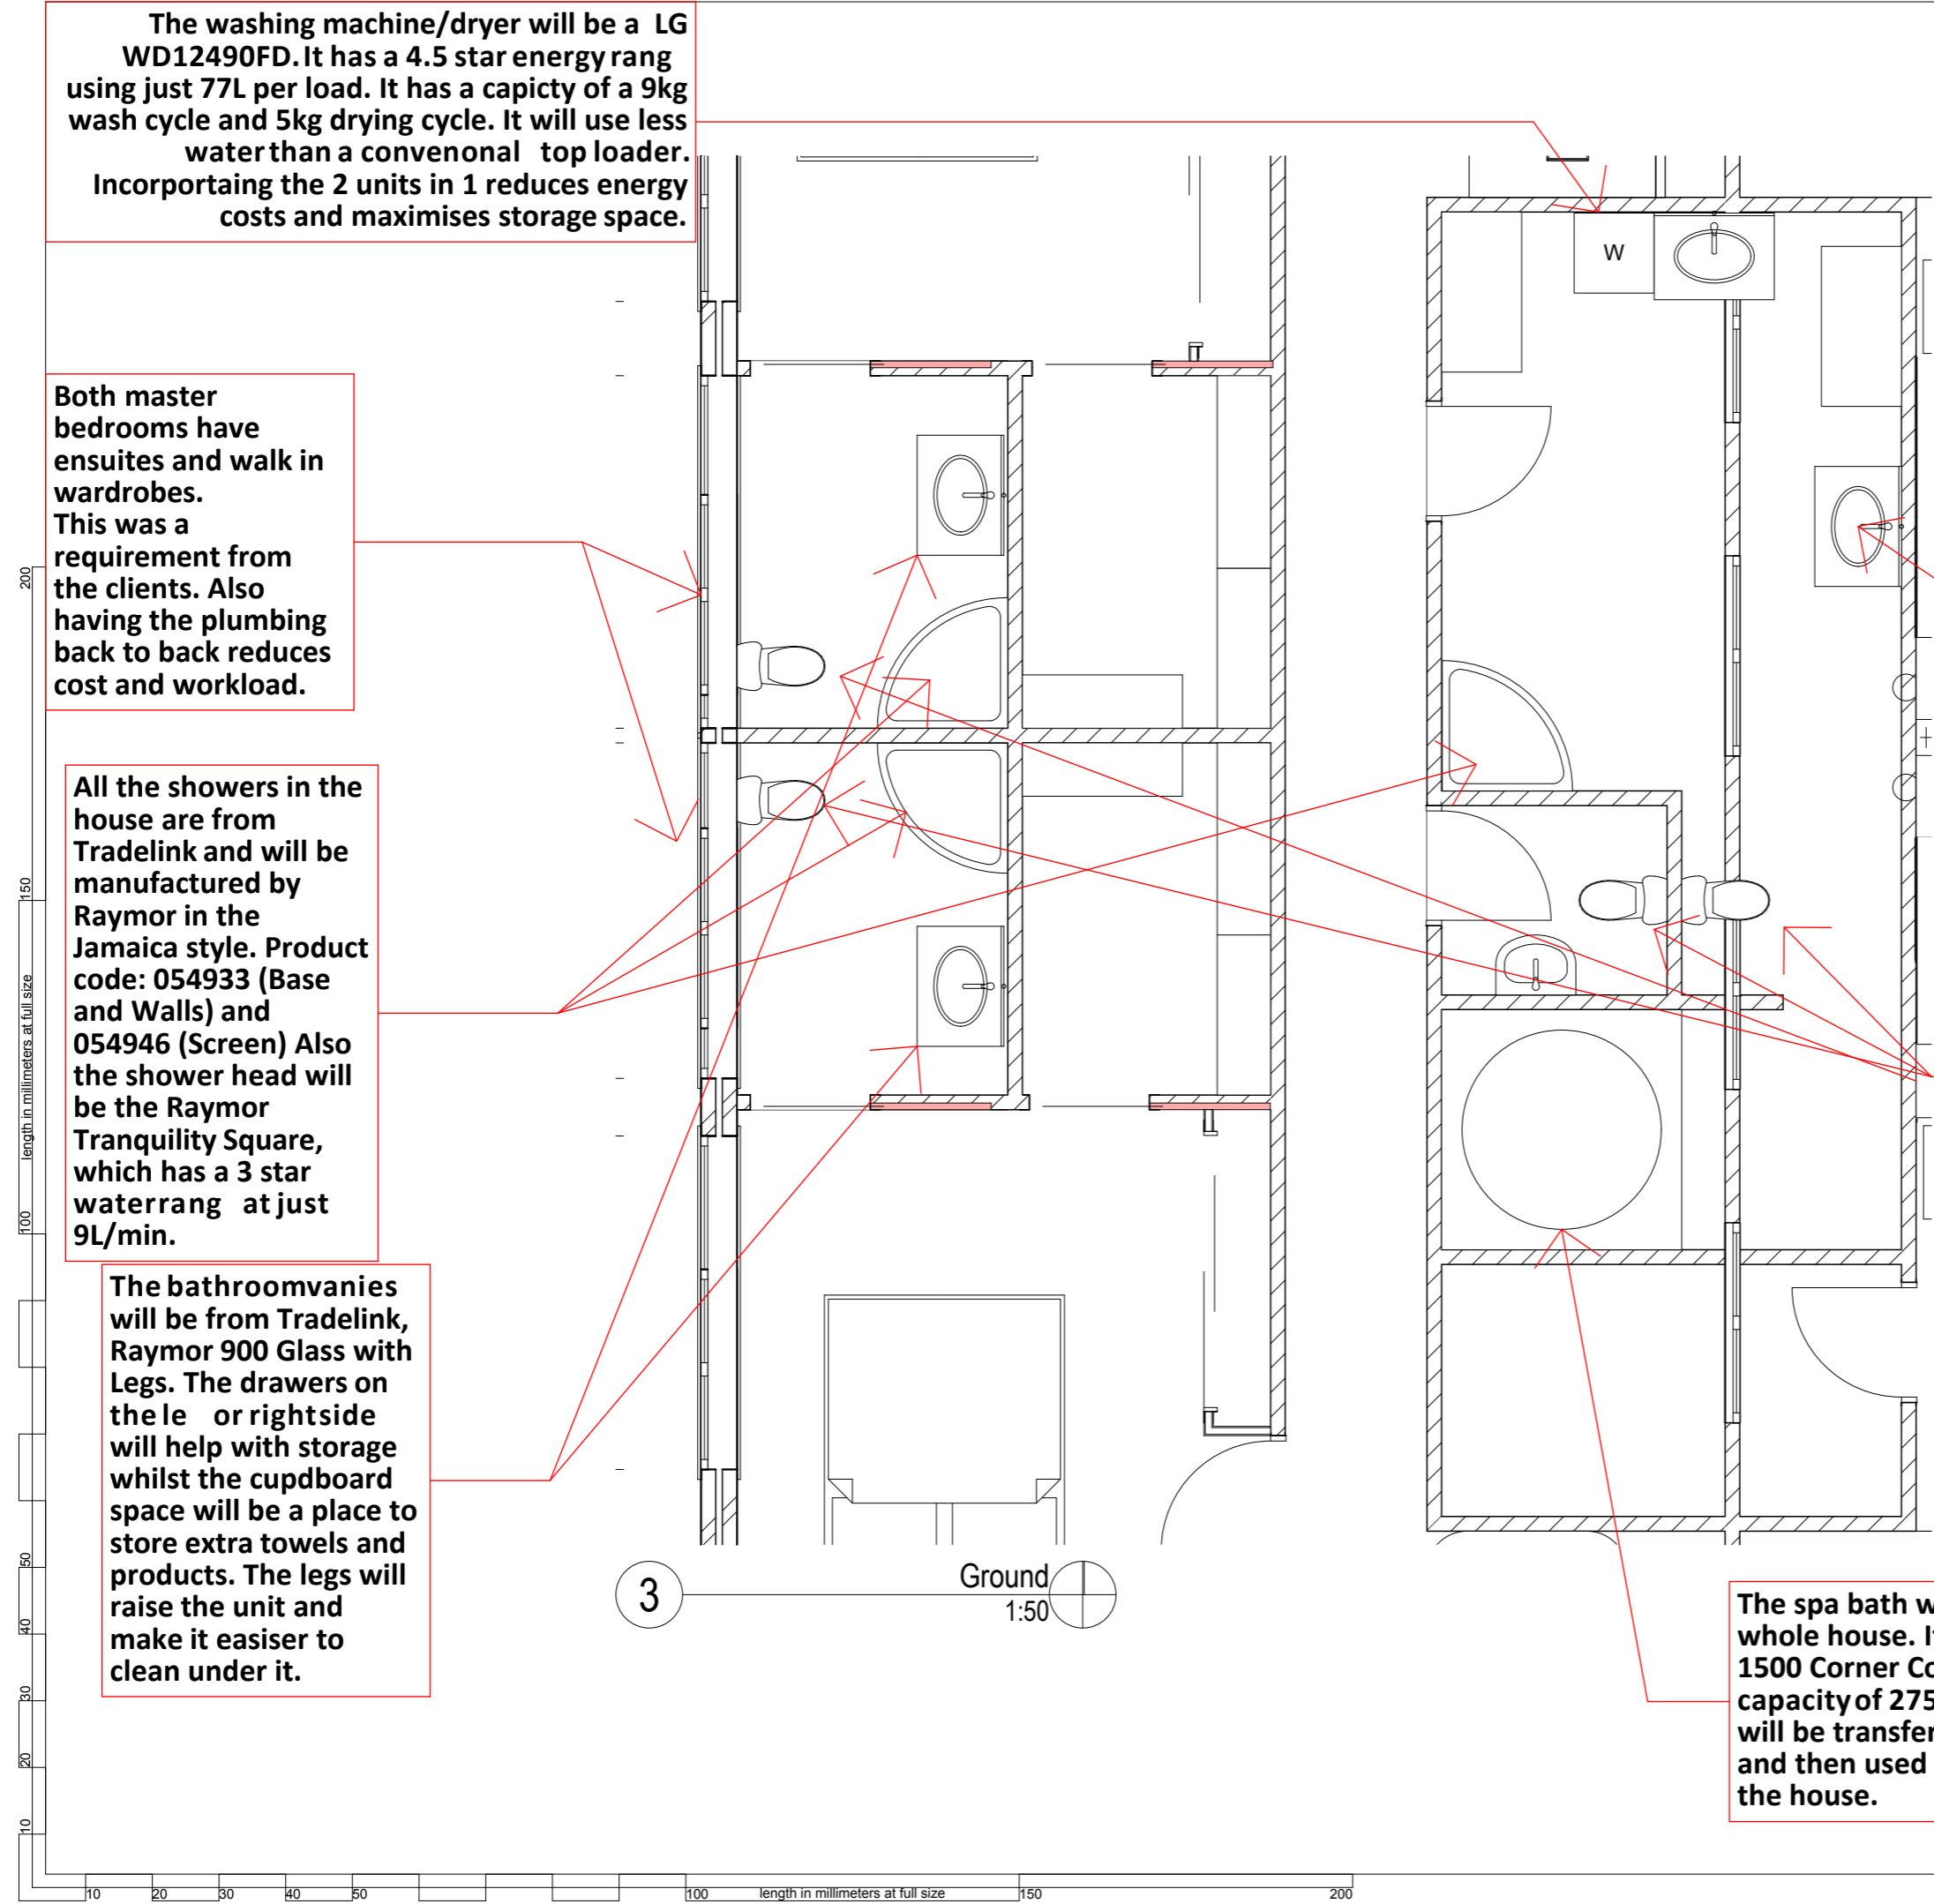 The washing machine/dryer will be a LG
WD12490FD. It has a 4.5 star energy rang
using just 77L per load. It has a capicty of a 9kg
wash cycle and 5kg drying cycle. It will use less
water than a convenonal top loader.
Incorportaing the 2 units in 1 reduces energy
costs and maximises storage space.
W
Both master
bedrooms have
ensuites and walk in
wardrobes.
This was a
requirement from
the clients. Also
having the plumbing
back to back reduces
cost and workload.
All the showers in the
house are from
Tradelink and will be
manufactured by
Raymor in the
Jamaica style. Product
code: 054933 (Base
and Walls) and
054946 (Screen) Also
the shower head will
be the Raymor
Tranquility Square,
which has a 3 star
water rang at just
9L/min.
The bathroom vanies
will be from Tradelink,
Raymor 900 Glass with
Legs. The drawers on
the le or right side
will help with storage
whilst the cupdboard
space will be a place to
store extra towels and
products. The legs will
raise the unit and
make it easiser to
clean under it.
3
Ground
1:50
The spa bath w
whole house. I
1500 Corner Co
capacity of 275
will be transfer
and then used
the house.
200
150
length in millimeters at full size
100
50
40
30
20
10
10 20 30 40 50 100 length in millimeters at full size 150 200